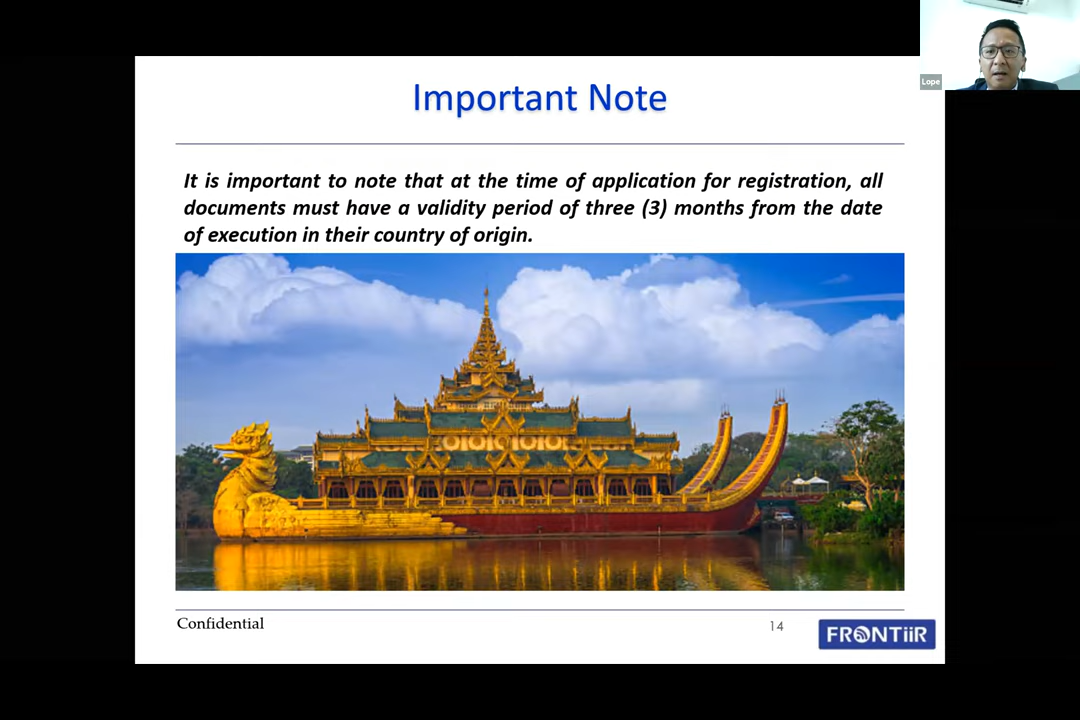 Lope
Important Note
It is important to note that at the time of application for registration, all
documents must have a validity period of three (3) months from the date
of execution in their country of origin.
Confidential
14
FRONTiiR